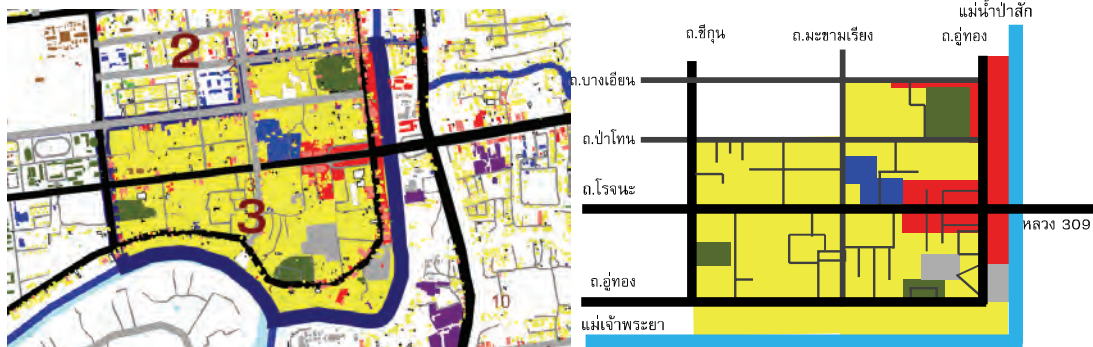 2
2
3
3
10
แม่น้ำป่าสัก
ถ.ชีกุน
ถ.มะขามเรียง
ถ.อู่ทอง
ถ.บางเอียน
ถ.ป่าโทน
ถ.โรจนะ
หลวง 309
ถ.อู่ทอง
แม่เจ้าพระยา